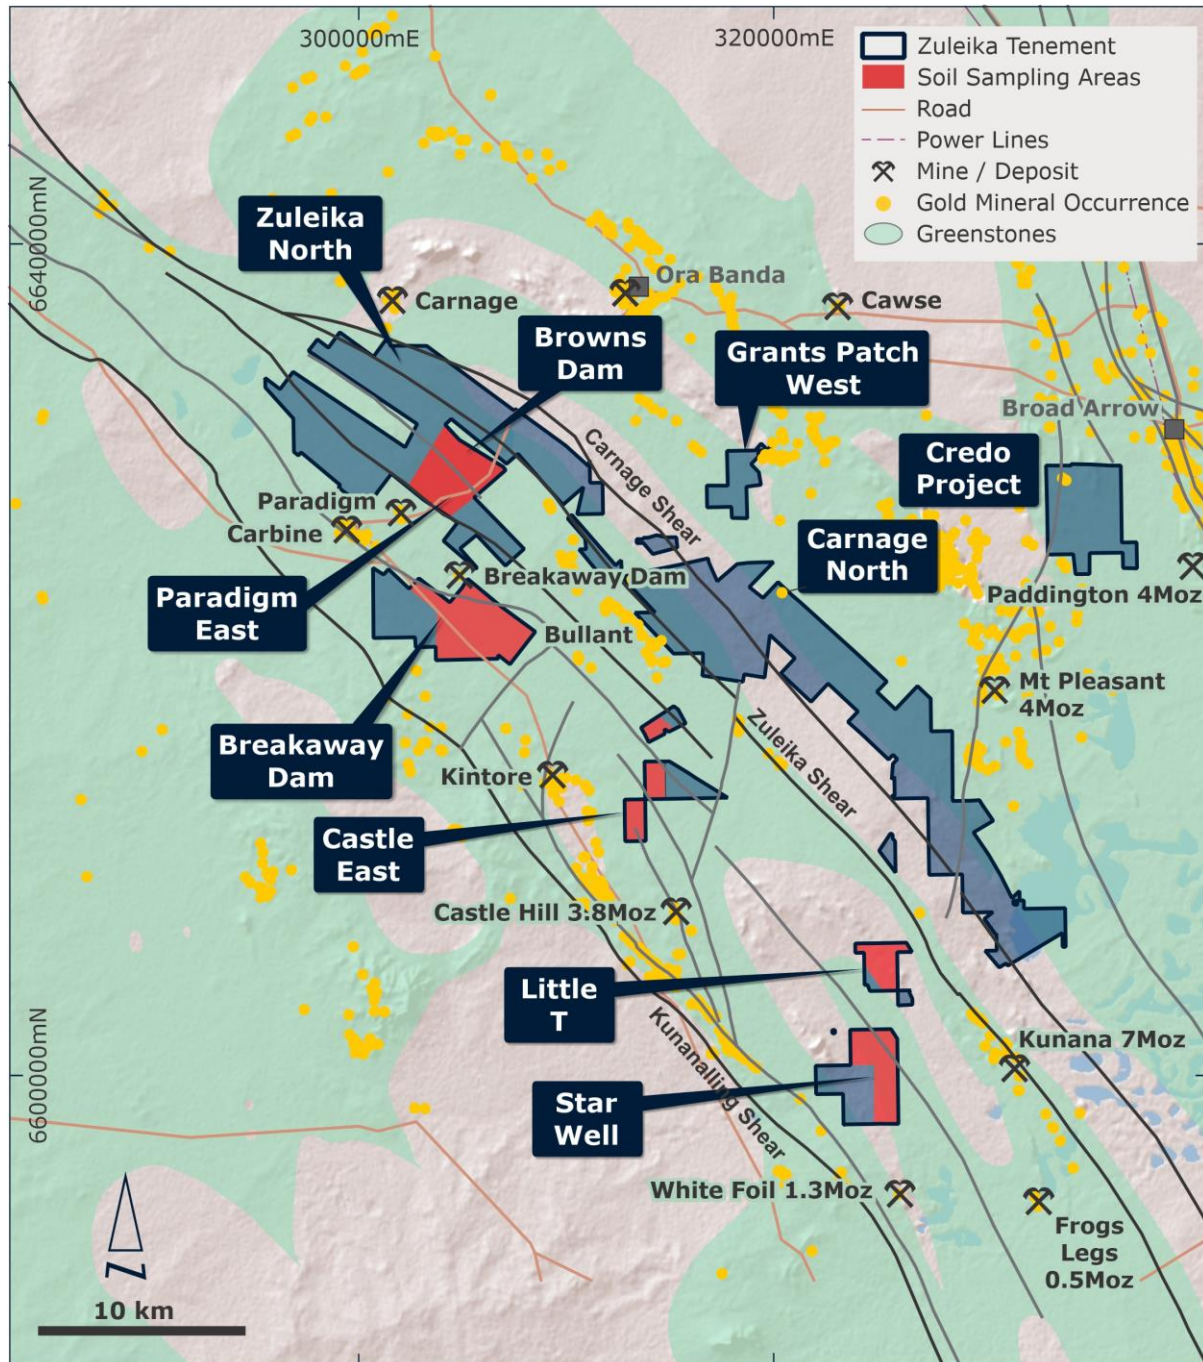 300000mE
320000mE
Zuleika Tenement
Soil Sampling Areas
Road
Power Lines
Mine / Deposit
Gold Mineral Occurrence
Greenstones
6640000mN
Zuleika
North
Carnage
Ora Banda
Cawse
Browns
Dam
Grants Patch
West
Broad Arrow
Carnage Shear
Credo
Project
Paradigm
Carbine
Carnage
North
Breakaway Dam
Paddington 4Moz
Paradigm
East
Bullant
Mt Pleasant
4Moz
Breakaway
Dam
Zuleika Shear
Kintore
Castle
East
Castle Hill 3.8Moz
Little
T
Kunanalling Shear
Kunana 7Moz
6600000mN
Star
Well
White Foil 1.3Moz
Frogs
Legs
0.5Moz
N
10 km